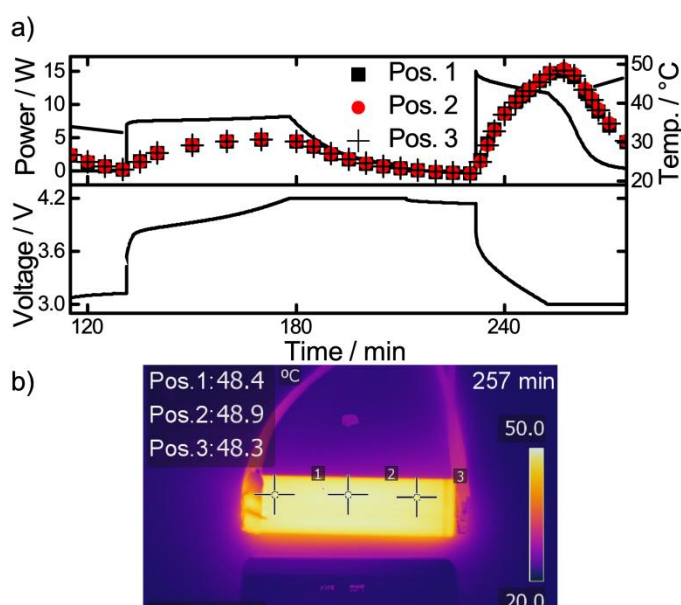 a)
Power / W
15
10
5
0
Pos. 1
Pos. 2
Pos. 3
50
40
30
20
Temp. / °C
Voltage / V
4.2
3.6
3.0
120
180
240
Time / min
b)
Pos.1:48.4 °C
Pos.2:48.9
Pos.3:48.3
257 min
50.0
20.0
1
2
3